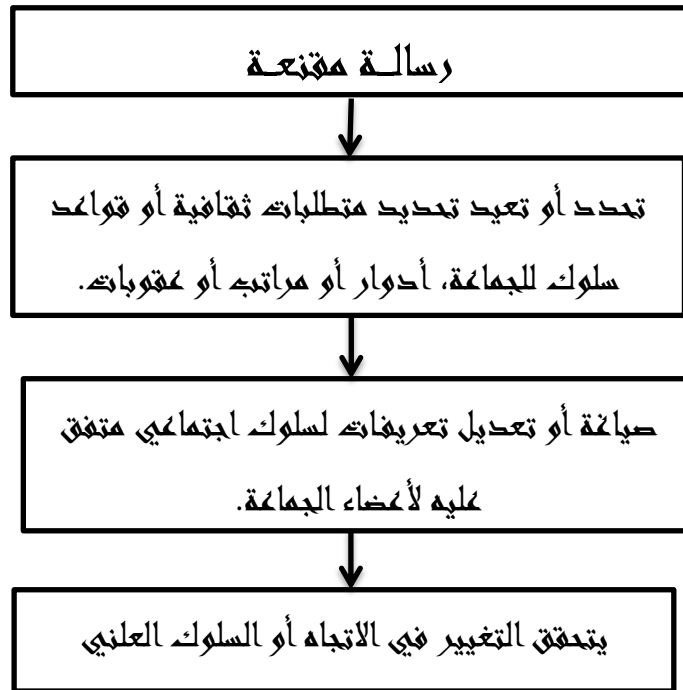 رسالة مقنعة
تحدد أو تعيد تحديد متطلبات ثقافية أو قواعد
سلوك للجماعة، أدوار أو مراتب أو عقوبات.
صياغة أو تعديل تعريفات لسلوك اجتماعي متفق
عليه لأعضاء الجماعة.
يتحقق التغيير في الاتجاه أو السلوك العلني